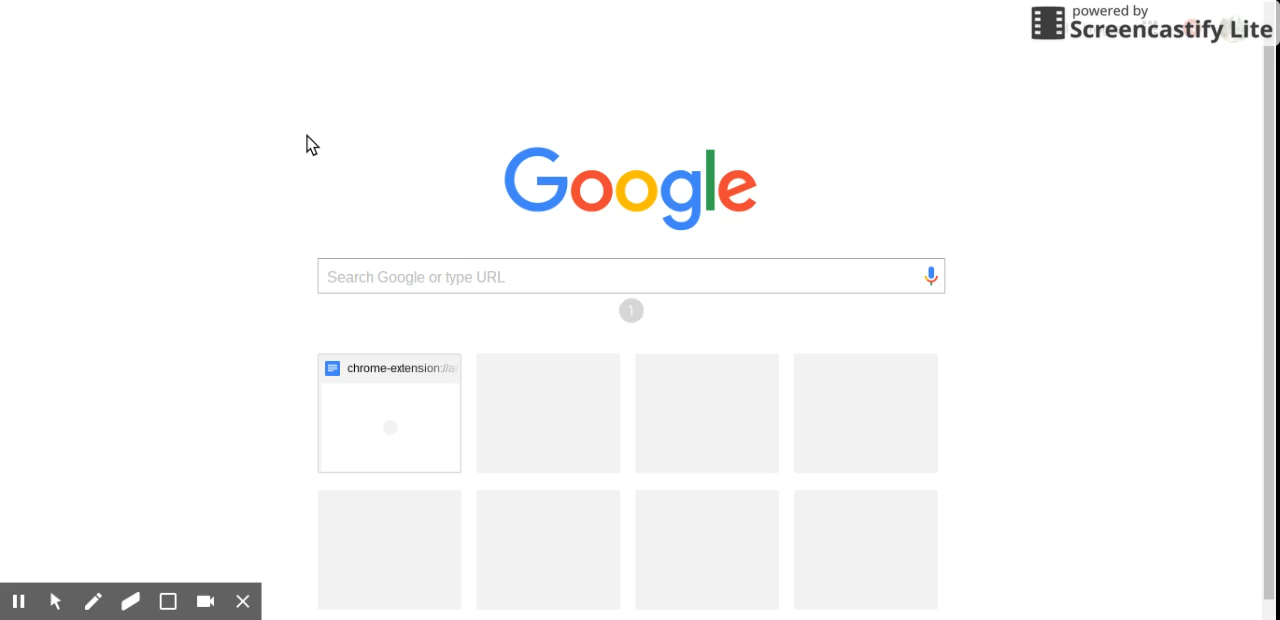 powered by
Screencastify Lite
Google
Search Google or type URL
1
chrome-extension://a